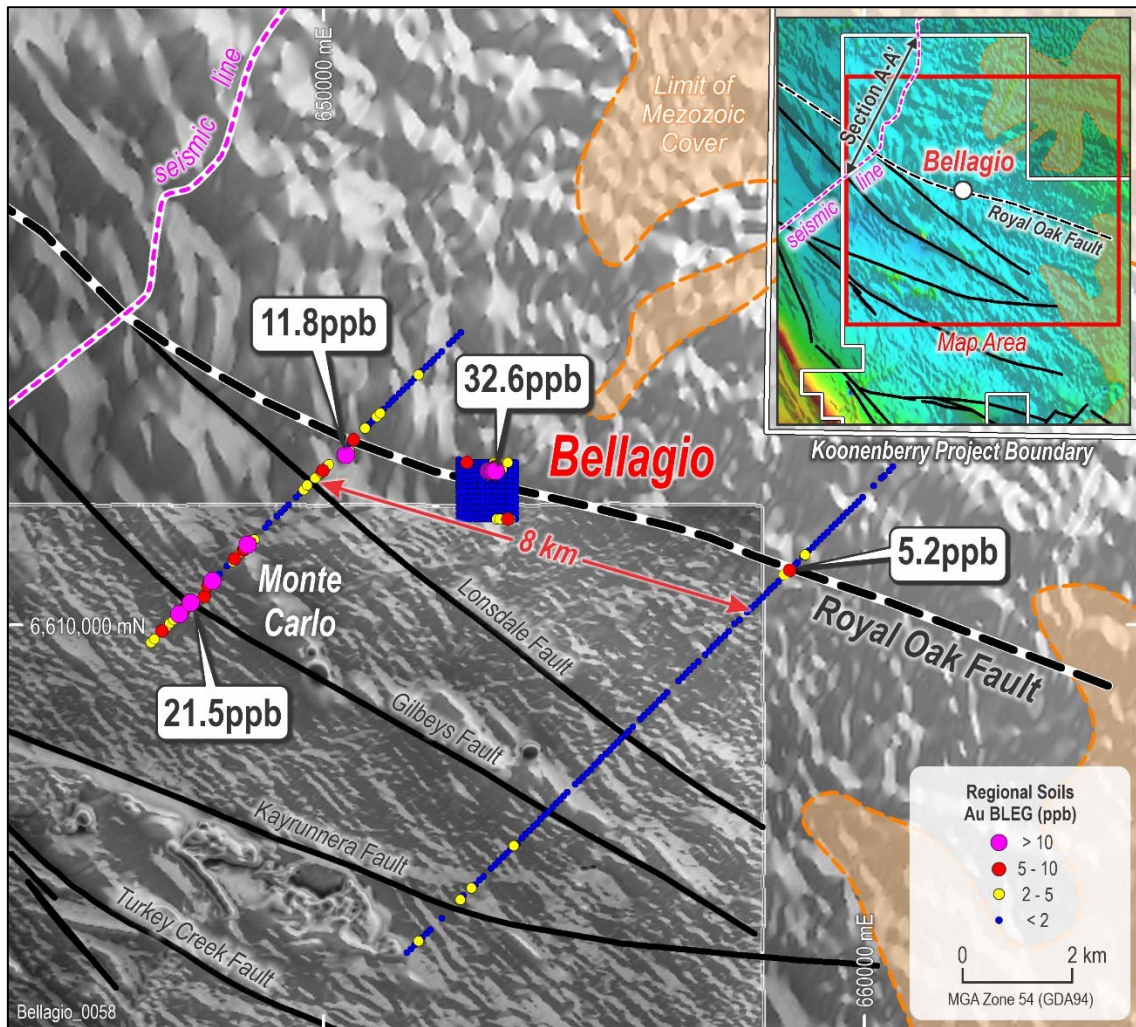 seismic
line
650000 mE
Limit of
Mezozoic
Cover
Section A-A'
seismic
line
Bellagio
Royal Oak Fault
Map Area
Koonenberry Project Boundary
11.8ppb
32.6ppb
Bellagio
8 km
5.2ppb
Monte
Carlo
6,610,000 mN
21.5ppb
Lonsdale Fault
Gilbeys Fault
Royal Oak Fault
Kayrunnera Fault
Turkey Creek Fault
660000 mE
Regional Soils
Au BLEG (ppb)
> 10
5 - 10
2 - 5
< 2
0 2 km
MGA Zone 54 (GDA94)
Bellagio_0058